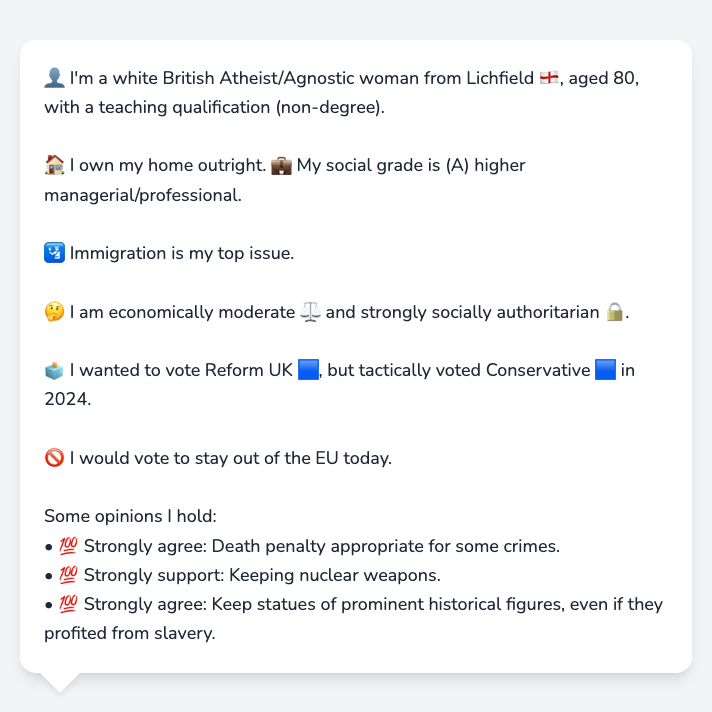 👤 I'm a white British Atheist/Agnostic woman from Lichfield 🏴󠁧󠁢󠁥󠁮󠁧󠁿, aged 80,
with a teaching qualification (non-degree).
🏠 I own my home outright. 💼 My social grade is (A) higher
managerial/professional.
🛂 Immigration is my top issue.
🤔 I am economically moderate ⚖️ and strongly socially authoritarian 🔒.
🗳️ I wanted to vote Reform UK 🟦, but tactically voted Conservative 🟦 in
2024.
🚫 I would vote to stay out of the EU today.
Some opinions I hold:
• 💯 Strongly agree: Death penalty appropriate for some crimes.
• 💯 Strongly support: Keeping nuclear weapons.
• 💯 Strongly agree: Keep statues of prominent historical figures, even if they
profited from slavery.